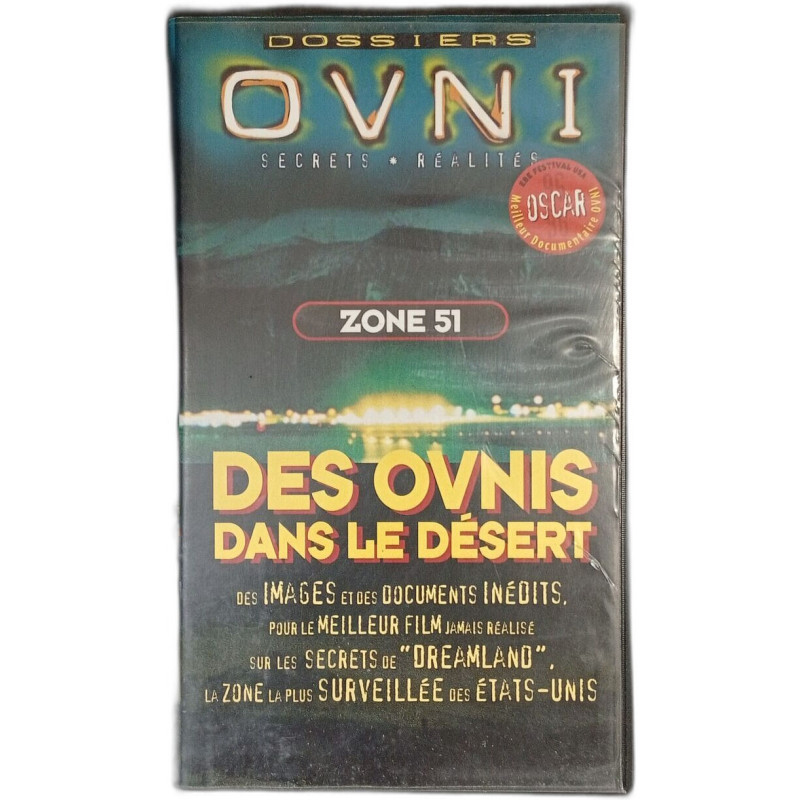 DOSSIERS
OVNI
SECRETS * RÉALITÉS
OSCAR
Meilleur Documentaire OVNI
ZONE 51
DES OVNIS
DANS LE DÉSERT
DES IMAGES ET DES DOCUMENTS INÉDITS,
POUR LE MEILLEUR FILM JAMAIS RÉALISÉ
SUR LES SECRETS DE "DREAMLAND",
LA ZONE LA PLUS SURVEILLÉE DES ÉTATS-UNIS